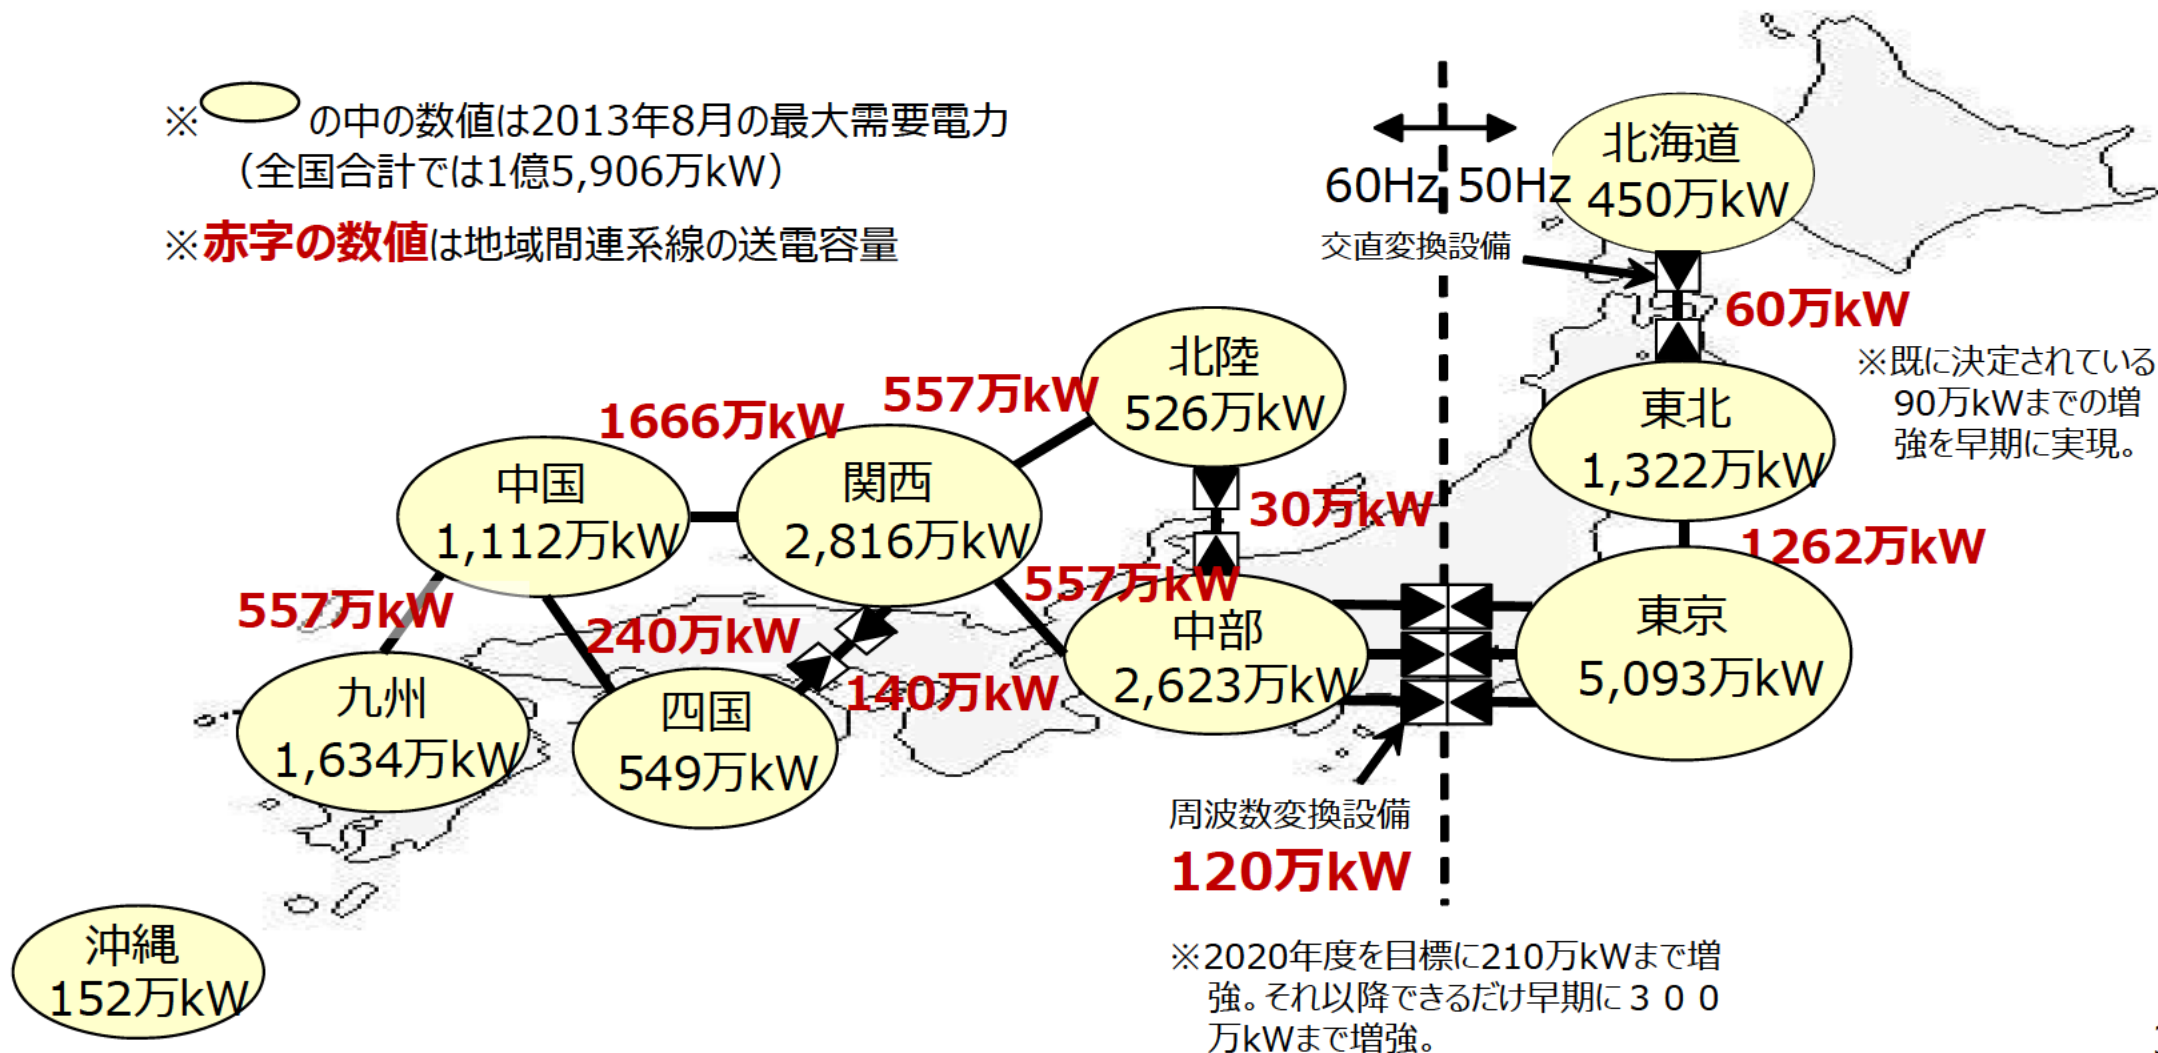 ※ の中の数値は2013年8月の最大需要電力
（全国合計では1億5,906万kW）
※赤字の数値は地域間連系線の送電容量
60Hz 50Hz
交直変換設備
北海道
450万kW
60万kW
※既に決定されている
90万kWまでの増
強を早期に実現。
東北
1,322万kW
1262万kW
東京
5,093万kW
北陸
526万kW
557万kW
30万kW
1666万kW
関西
2,816万kW
557万kW
中部
2,623万kW
中国
1,112万kW
557万kW
240万kW
140万kW
九州
1,634万kW
四国
549万kW
周波数変換設備
120万kW
※2020年度を目標に210万kWまで増
強。それ以降できるだけ早期に３００
万kWまで増強。
沖縄
152万kW